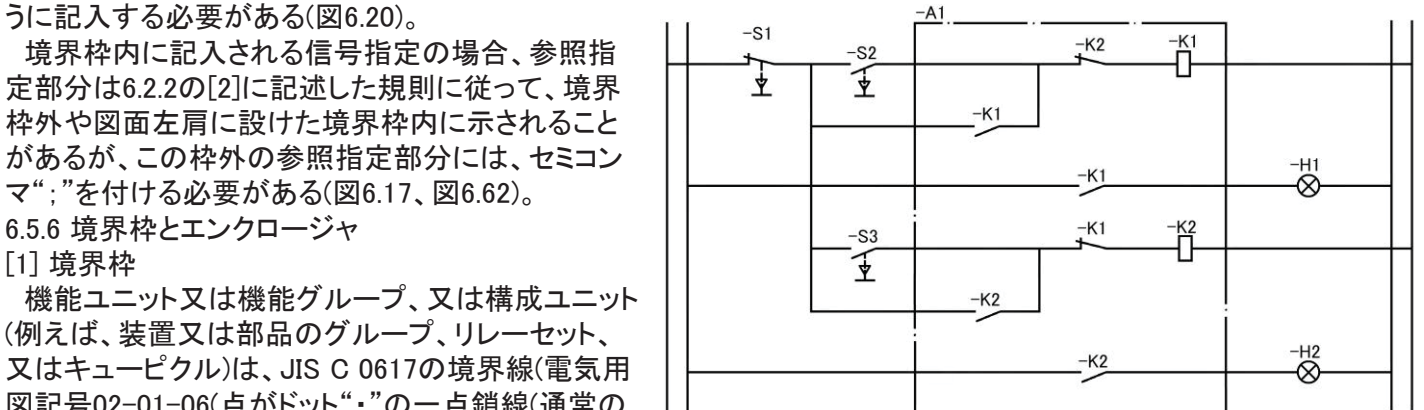 うに記入する必要がある(図6.20)。
境界枠内に記入される信号指定の場合、参照指
定部分は6.2.2の[2]に記述した規則に従って、境界
枠外や図面左肩に設けた境界枠内に示されること
があるが、この枠外の参照指定部分には、セミコン
マ“;”を付ける必要がある(図6.17、図6.62)。
6.5.6 境界枠とエンクロージャ
[1] 境界枠
機能ユニット又は機能グループ、又は構成ユニット
(例えば、装置又は部品のグループ、リレーセット、
又はキューピクル)は、JIS C 0617の境界線(電気用
図記号02-01-06(点がドット“・”の一点鎖線(通常の
-A1
-S1
-S2
-K2
-K1
-K1
-K1
-H1
-S3
-K1
-K2
-K2
-K2
-H2